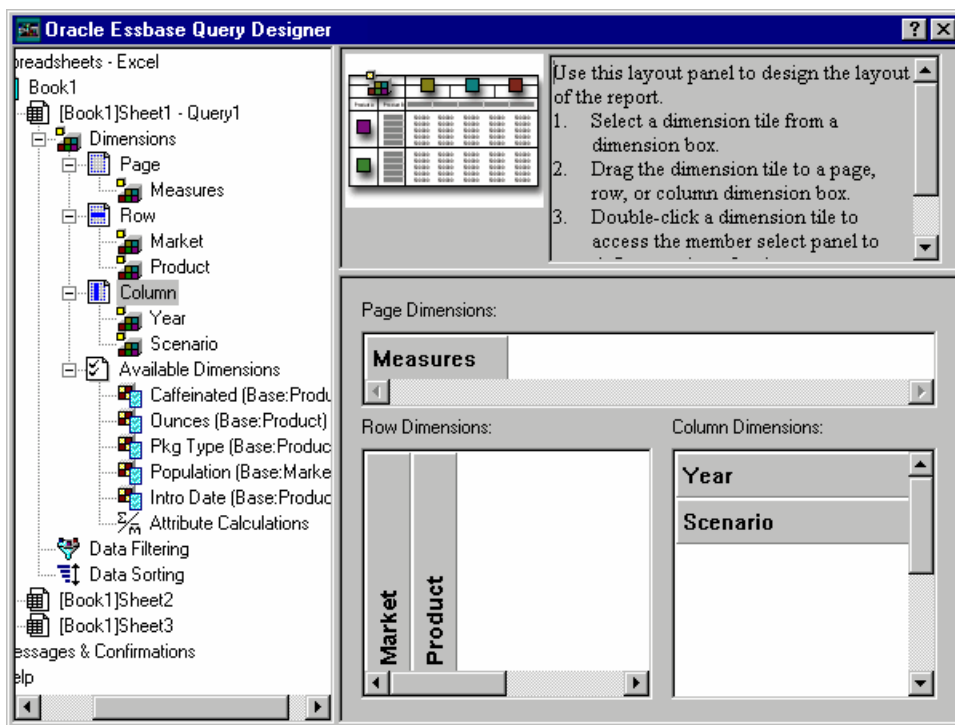 Oracle Essbase Query Designer
preadsheets - Excel
Book1
[Book1]Sheet1 - Query1
Dimensions
Page
Measures
Row
Market
Product
Column
Year
Scenario
Available Dimensions
Caffeinated (Base:Produ
Ounces (Base:Product)
Pkg Type (Base:Produc
Population (Base:Marke
Intro Date (Base:Produc
Attribute Calculations
Data Filtering
Data Sorting
[Book1]Sheet2
[Book1]Sheet3
essages & Confirmations
elp
Use this layout panel to design the layout
of the report.
1. Select a dimension tile from a
dimension box.
2. Drag the dimension tile to a page,
row, or column dimension box.
3. Double-click a dimension tile to
access the member select panel to
Page Dimensions:
Measures
Row Dimensions:
Market
Product
Column Dimensions:
Year
Scenario